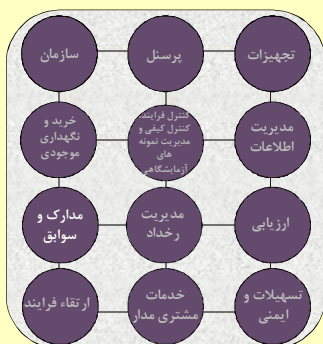 تجهیزات
پرسنل
سازمان
مدیریت
اطلاعات
کنترل فرایند،
کنترل کیفی و
مدیریت نمونه
های
آزمایشگاهی
خرید و
نگهداری
موجودی
ارزیابی
مدیریت
رخداد
مدارک و
سوابق
تسهیلات و
ایمنی
خدمات
مشتری مدار
ارتقاء فرایند